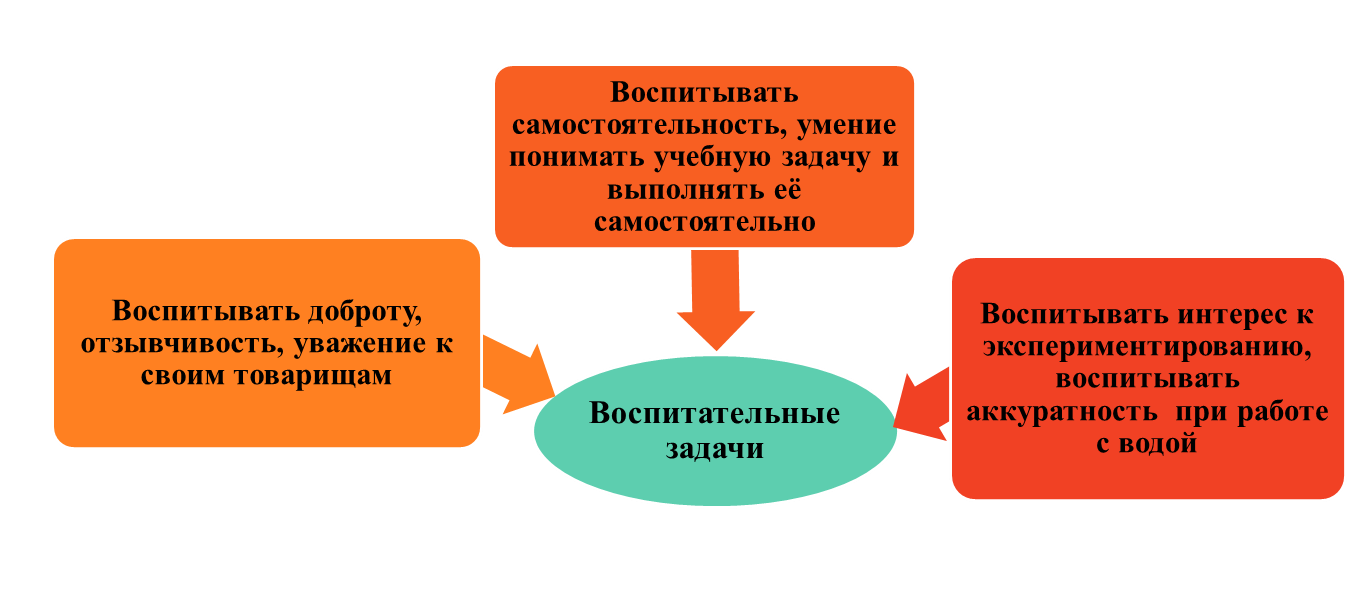 Воспитывать
самостоятельность, умение
понимать учебную задачу и
выполнять её
самостоятельно
Воспитывать доброту,
отзывчивость, уважение к
своим товарищам
Воспитывать интерес к
экспериментированию,
воспитывать
аккуратность при работе
с водой
Воспитательные
задачи